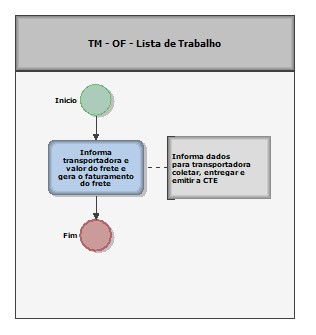 TM - OF - Lista de Trabalho
Inicio
Informa
transportadora e
valor do frete e
gera o faturamento
do frete
Informa dados
para transportadora
coletar, entregar e
emitir a CTE
Fim